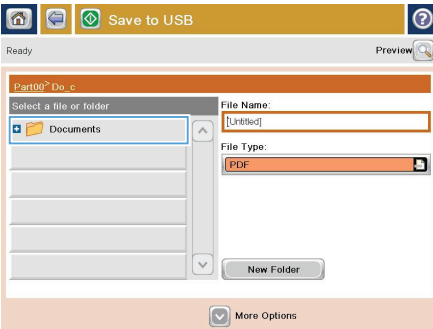 Save to USB
Ready
Preview
Part00>Do_c
Select a file or folder
File Name:
Documents
[Untitled]
File Type:
PDF
New Folder
More Options